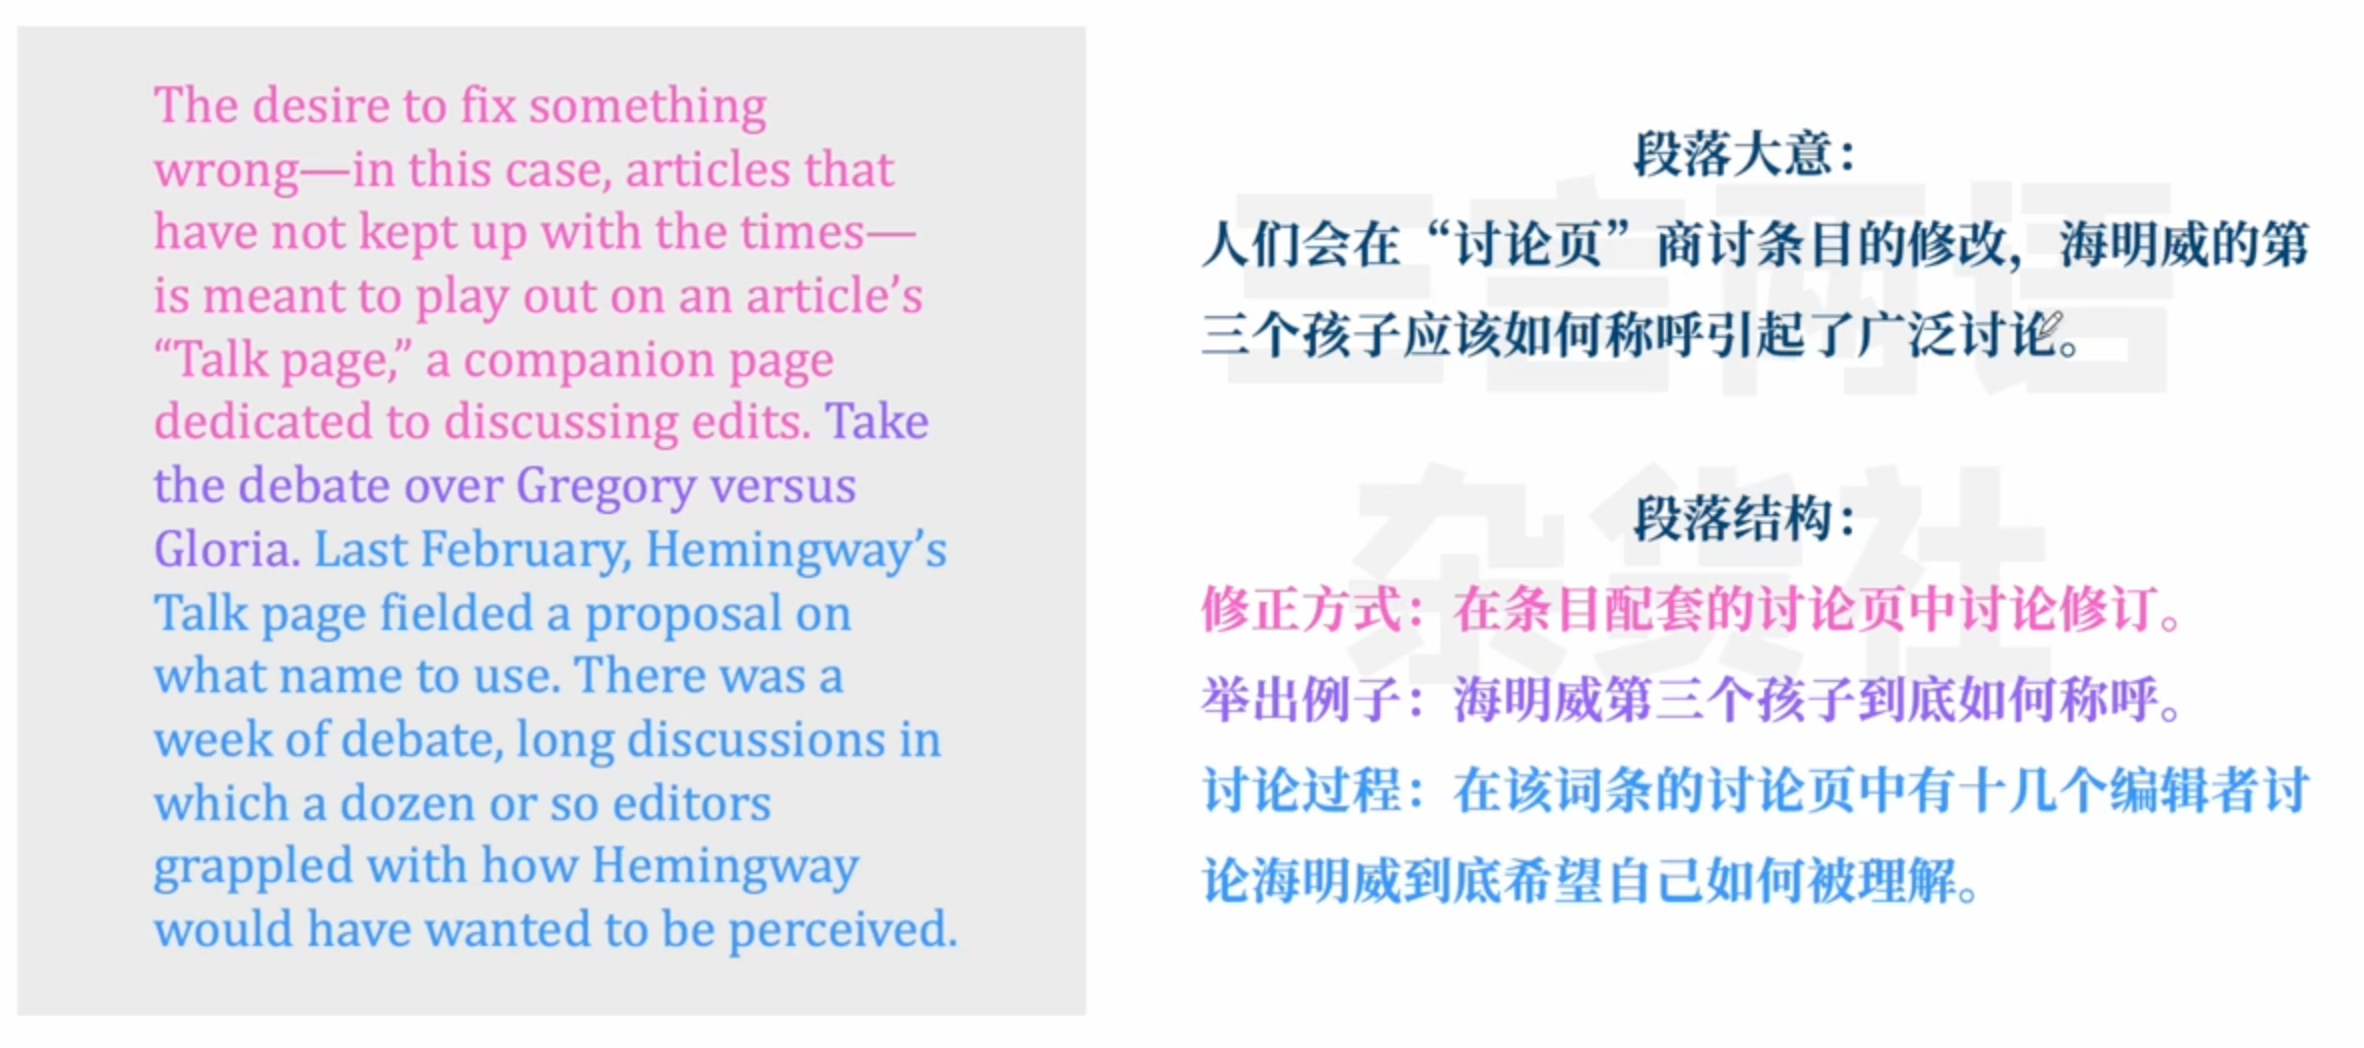 The desire to fix something
wrong—in this case, articles that
have not kept up with the times—
is meant to play out on an article’s
“Talk page,” a companion page
dedicated to discussing edits. Take
the debate over Gregory versus
Gloria. Last February, Hemingway’s
Talk page fielded a proposal on
what name to use. There was a
week of debate, long discussions in
which a dozen or so editors
grappled with how Hemingway
would have wanted to be perceived.
段落大意：
人们会在“讨论页”商讨条目的修改，海明威的第
三个孩子应该如何称呼引起了广泛讨论。
段落结构：
修正方式：在条目配套的讨论页中讨论修订。
举出例子：海明威第三个孩子到底如何称呼。
讨论过程：在该词条的讨论页中有十几个编辑者讨
论海明威到底希望自己如何被理解。
三言两语
杂货社